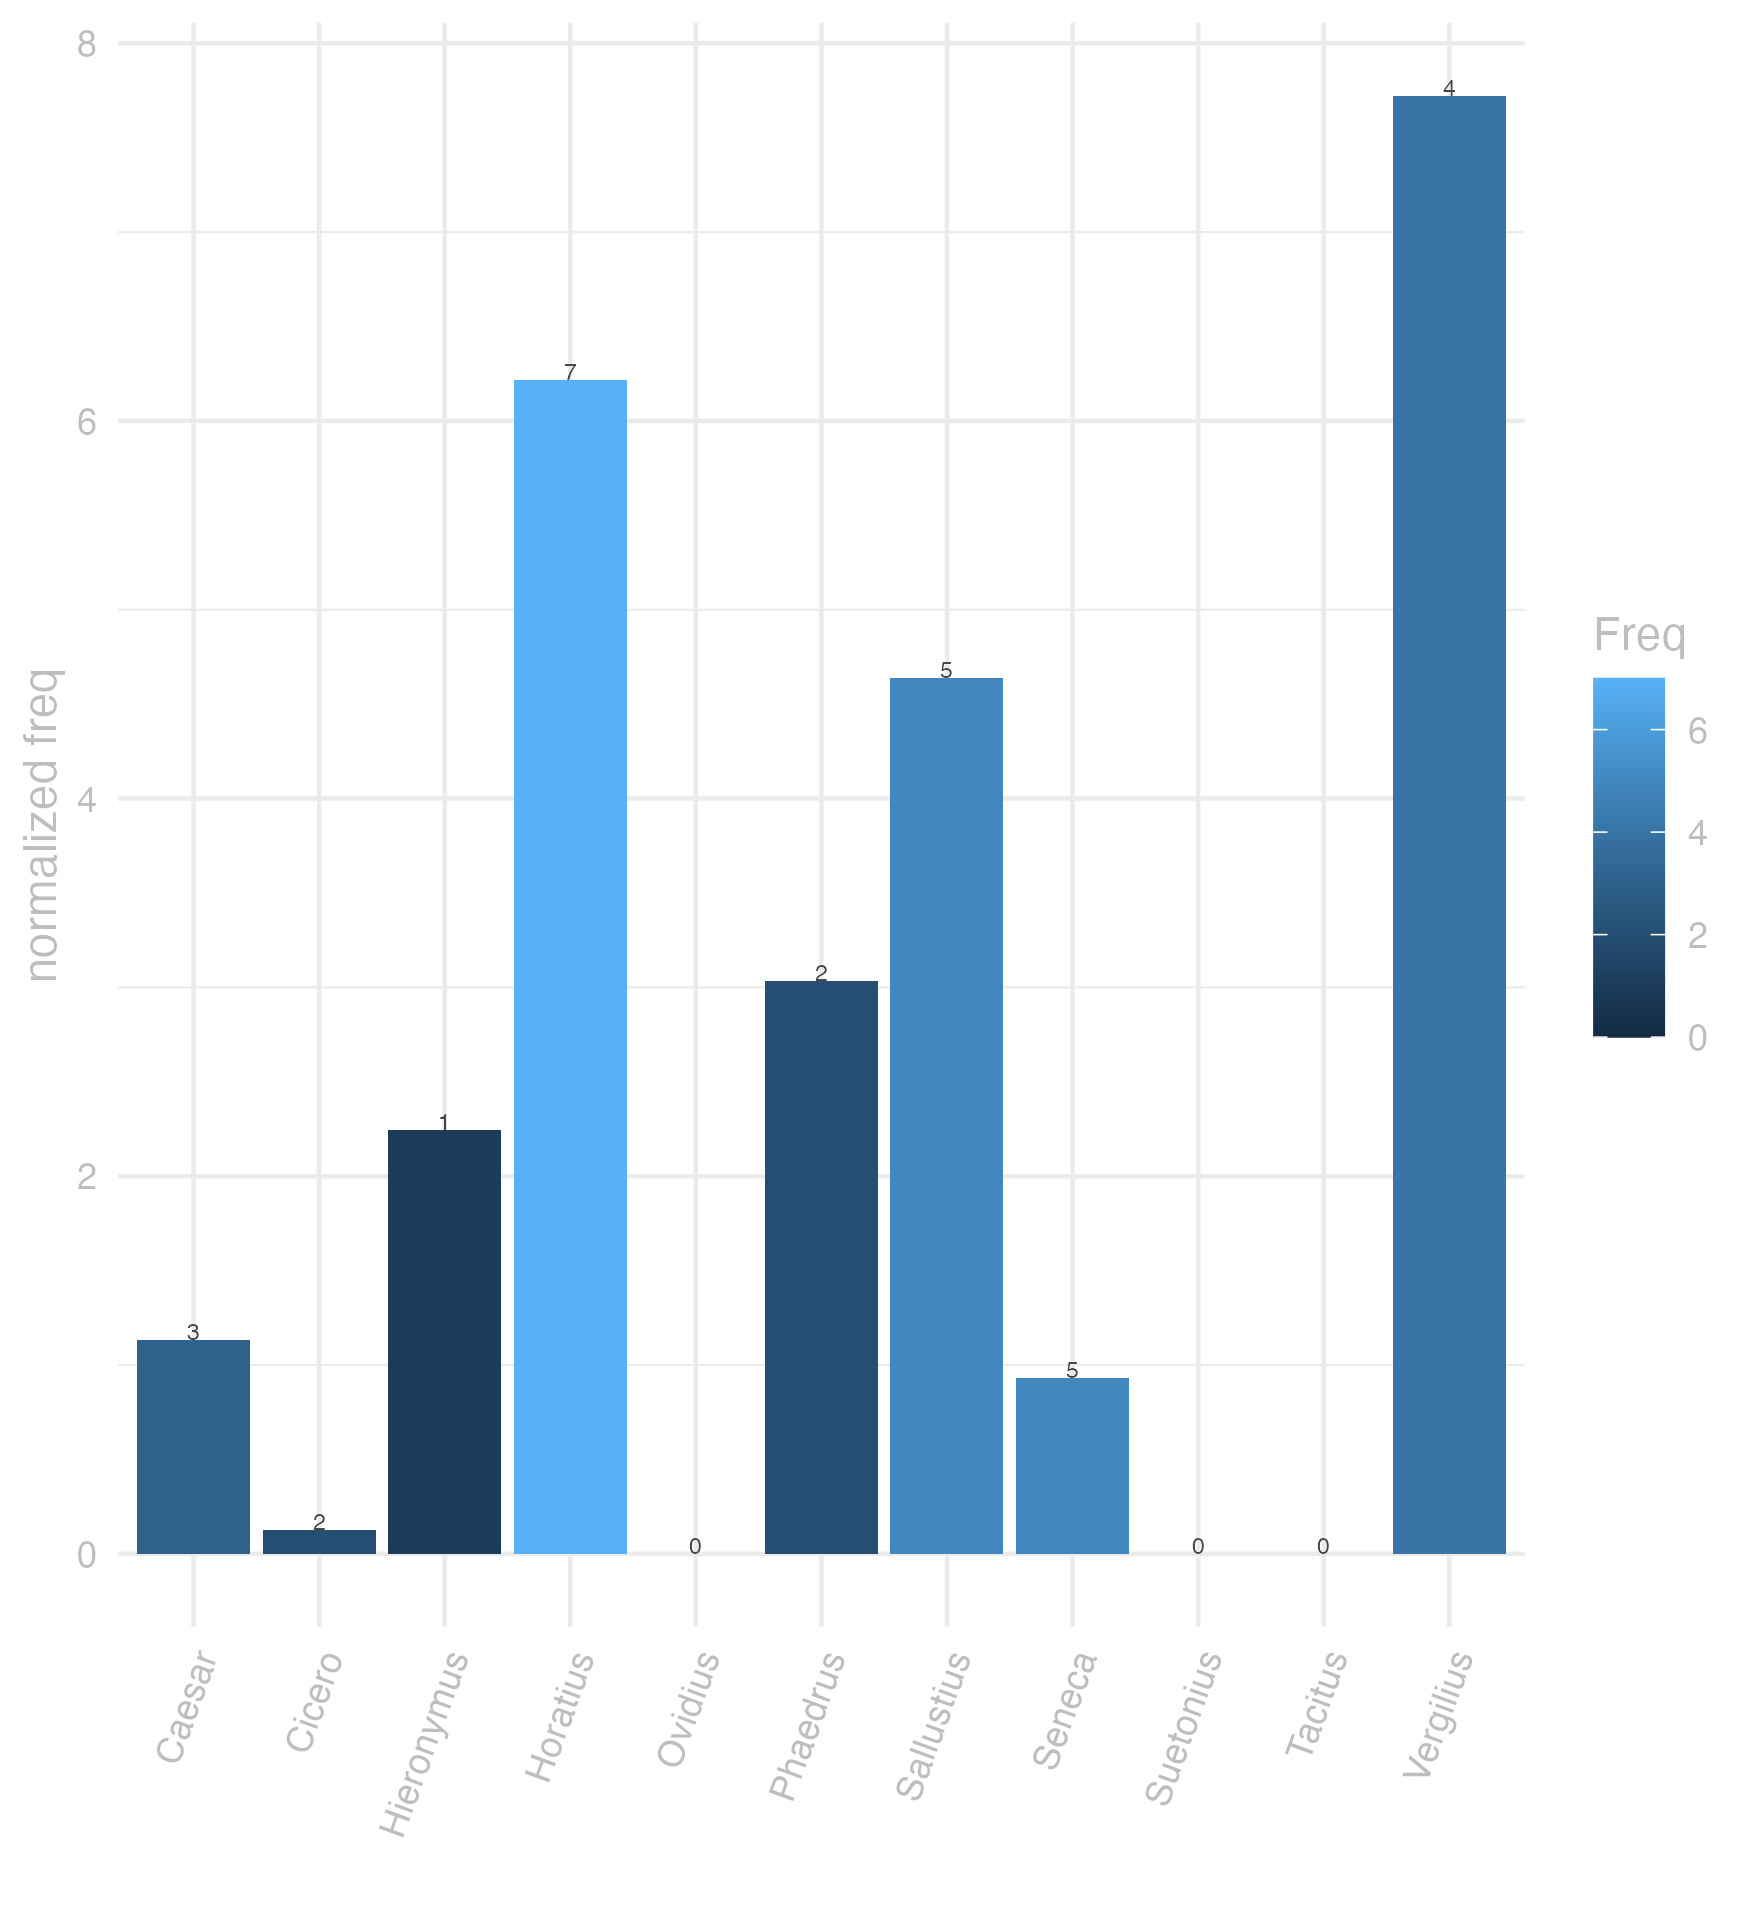 8
6
4
2
0
normalized freq
4
7
5
2
1
3
5
2
0
0
0
Caesar
Cicero
Hieronymus
Horatius
Ovidius
Phaedrus
Sallustius
Seneca
Suetonius
Tacitus
Vergilius
Freq
6
4
2
0